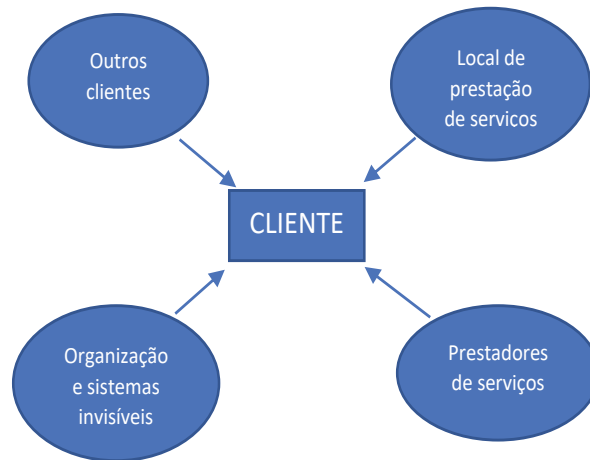 Outros
clientes
Local de
prestação
de servicos
CLIENTE
Organização
e sistemas
invisíveis
Prestadores
de serviços